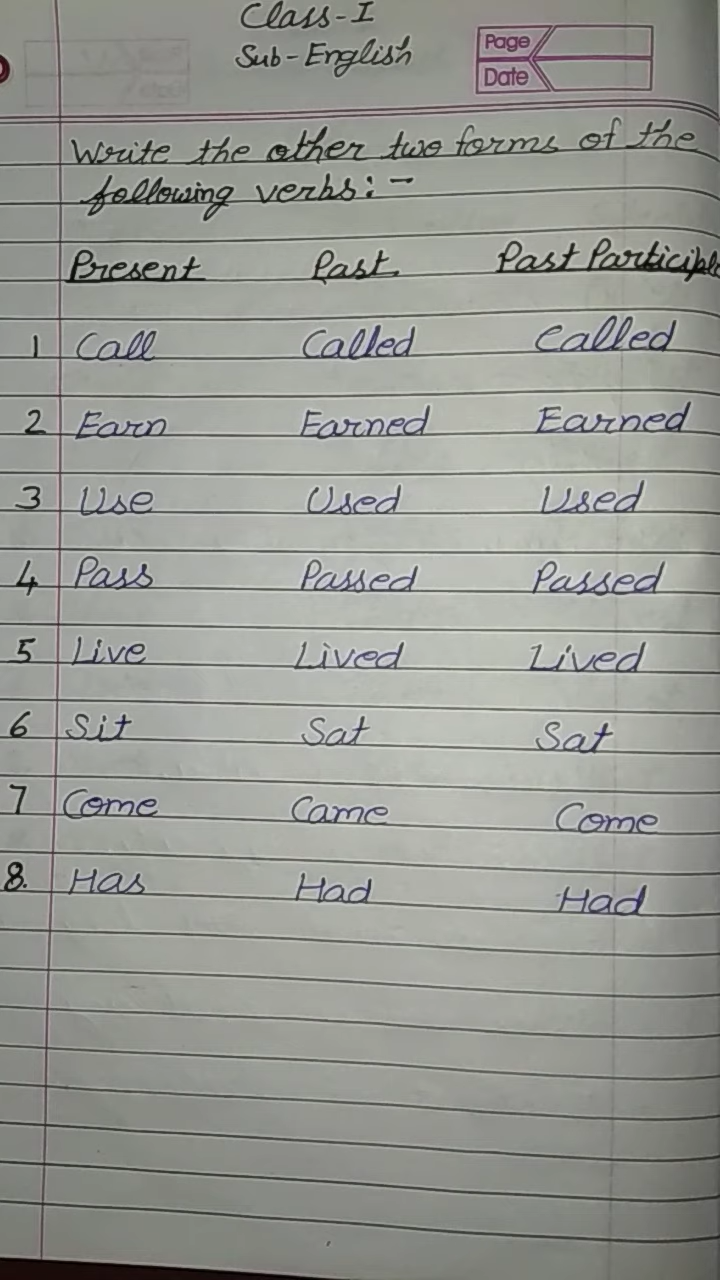 Class-I
Sub-English
Page
Date
Write the other two forms of the
following verbs:-
Present Past Past Participle
1 Call Called Called
2 Earn Earned Earned
3 Use Used Used
4 Pass Passed Passed
5 Live Lived Lived
6 Sit Sat Sat
7 Come Came Come
8. Has Had Had